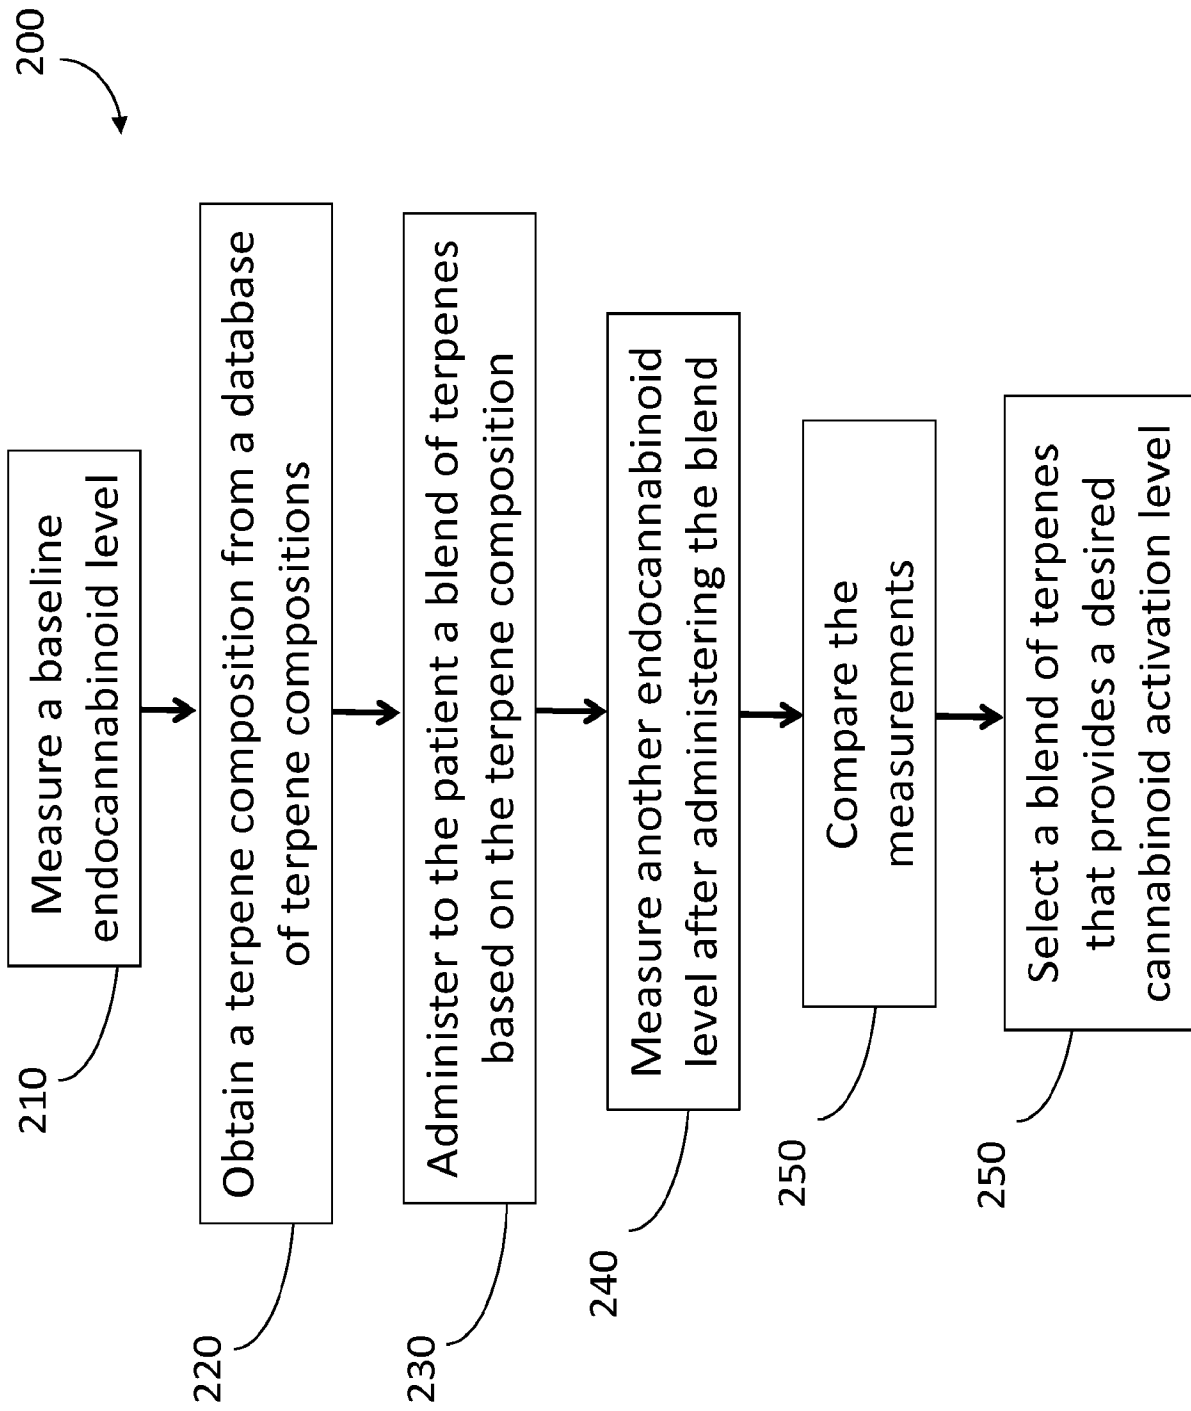 200
210
Measure a baseline
endocannabinoid level
220
Obtain a terpene composition from a database
of terpene compositions
230
Administer to the patient a blend of terpenes
based on the terpene composition
240
Measure another endocannabinoid
level after administering the blend
250
Compare the
measurements
250
Select a blend of terpenes
that provides a desired
cannabinoid activation level